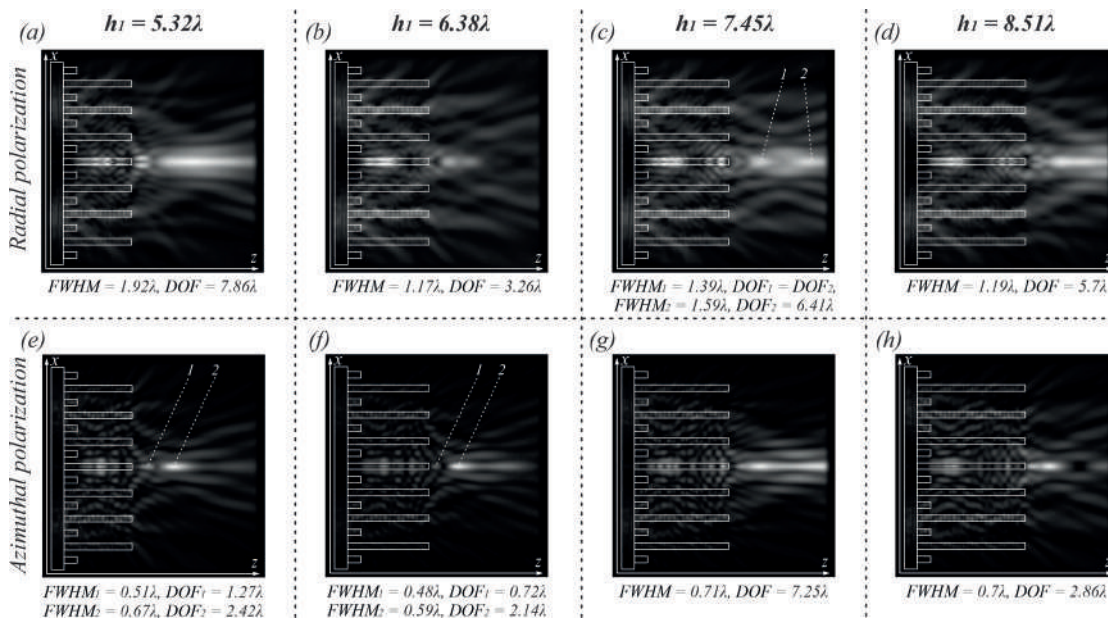 h1 = 5.32λ
h1 = 6.38λ
h1 = 7.45λ
h1 = 8.51λ
Radial polarization
(a)
x
z
FWHM = 1.92λ, DOF = 7.86λ
(b)
x
z
FWHM = 1.17λ, DOF = 3.26λ
(c)
x
1
2
z
FWHM1 = 1.39λ, DOF1 = DOF2,
FWHM2 = 1.59λ, DOF2 = 6.41λ
(d)
x
z
FWHM = 1.19λ, DOF = 5.7λ
Azimuthal polarization
(e)
x
1
2
z
FWHM1 = 0.51λ, DOF1 = 1.27λ
FWHM2 = 0.67λ, DOF2 = 2.42λ
(f)
x
1
2
z
FWHM1 = 0.48λ, DOF1 = 0.72λ
FWHM2 = 0.59λ, DOF2 = 2.14λ
(g)
x
z
FWHM = 0.71λ, DOF = 7.25λ
(h)
x
z
FWHM = 0.7λ, DOF = 2.86λ